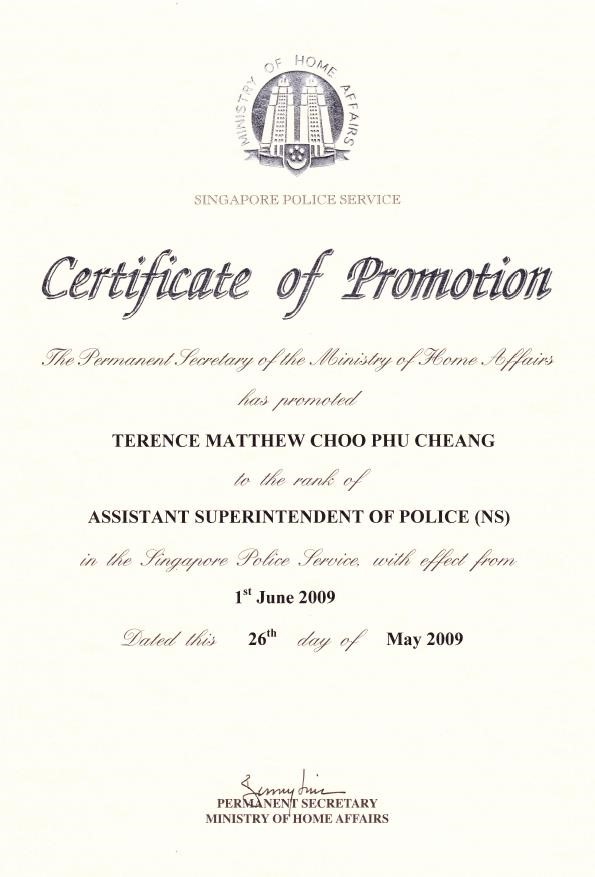 MINISTRY OF HOME AFFAIRS
SINGAPORE POLICE SERVICE
Certificate of Promotion
The Permanent Secretary of the Ministry of Home Affairs
has promoted
TERENCE MATTHEW CHOO PHU CHEANG
to the rank of
ASSISTANT SUPERINTENDENT OF POLICE (NS)
in the Singapore Police Service, with effect from
1st June 2009
Dated this 26th day of May 2009
PERMANENT SECRETARY
MINISTRY OF HOME AFFAIRS